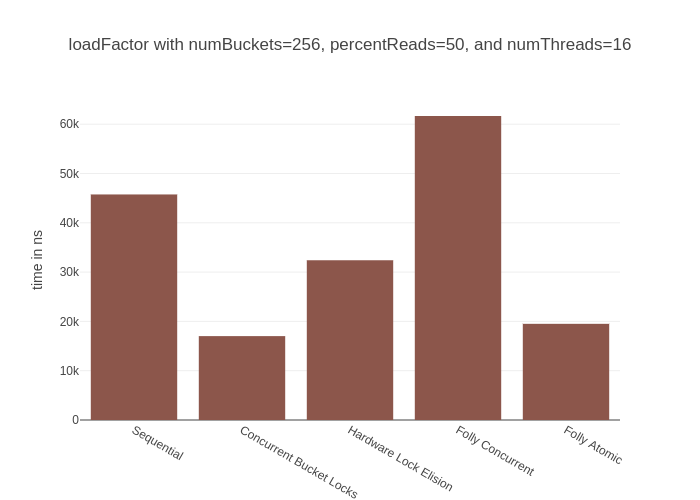 loadFactor with numBuckets=256, percentReads=50, and numThreads=16
60k
50k
40k
30k
20k
10k
0
time in ns
Sequential
Concurrent Bucket Locks
Hardware Lock Elision
Folly Concurrent
Folly Atomic